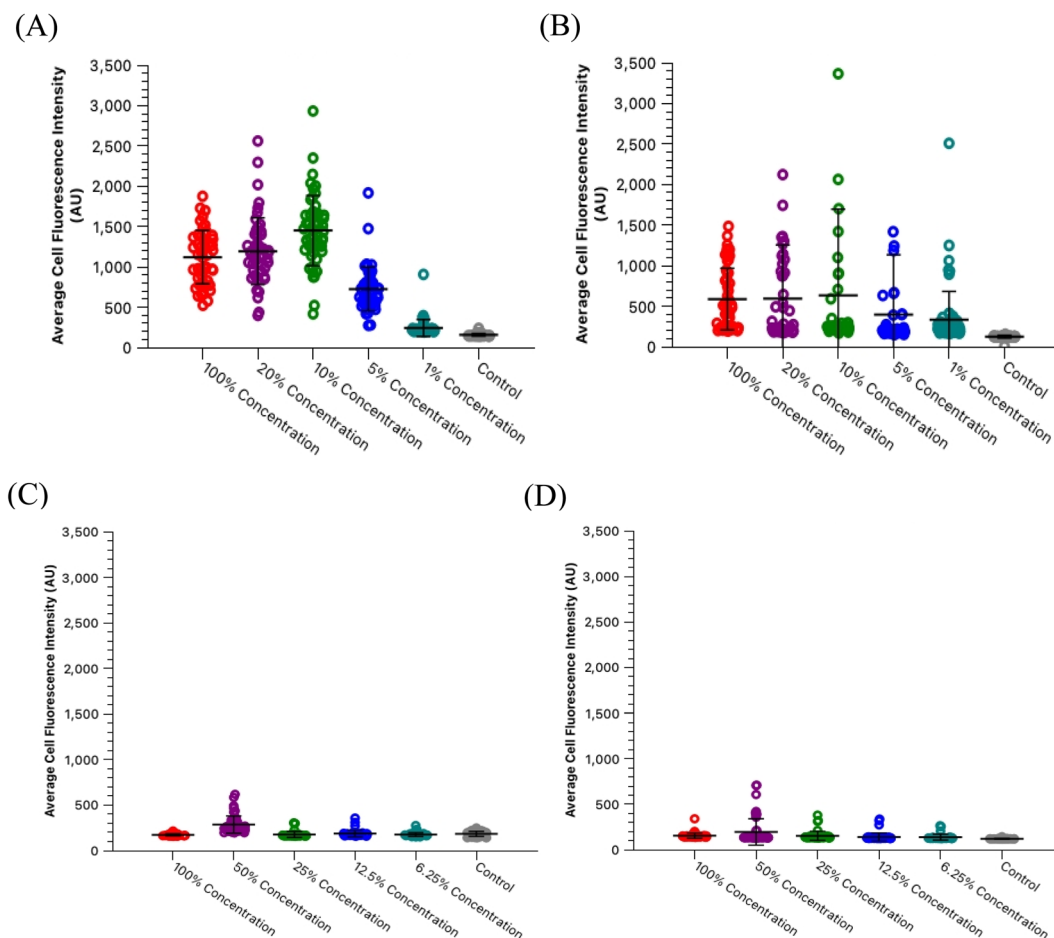 (A)
Average Cell Fluorescence Intensity
(AU)
3,500
3,000
2,500
2,000
1,500
1,000
500
0
100% Concentration
20% Concentration
10% Concentration
5% Concentration
1% Concentration
Control
(B)
Average Cell Fluorescence Intensity
(AU)
3,500
3,000
2,500
2,000
1,500
1,000
500
0
100% Concentration
20% Concentration
10% Concentration
5% Concentration
1% Concentration
Control
(C)
Average Cell Fluorescence Intensity (AU)
3,500
3,000
2,500
2,000
1,500
1,000
500
0
100% Concentration
50% Concentration
25% Concentration
12.5% Concentration
6.25% Concentration
Control
(D)
Average Cell Fluorescence Intensity (AU)
3,500
3,000
2,500
2,000
1,500
1,000
500
0
100% Concentration
50% Concentration
25% Concentration
12.5% Concentration
6.25% Concentration
Control